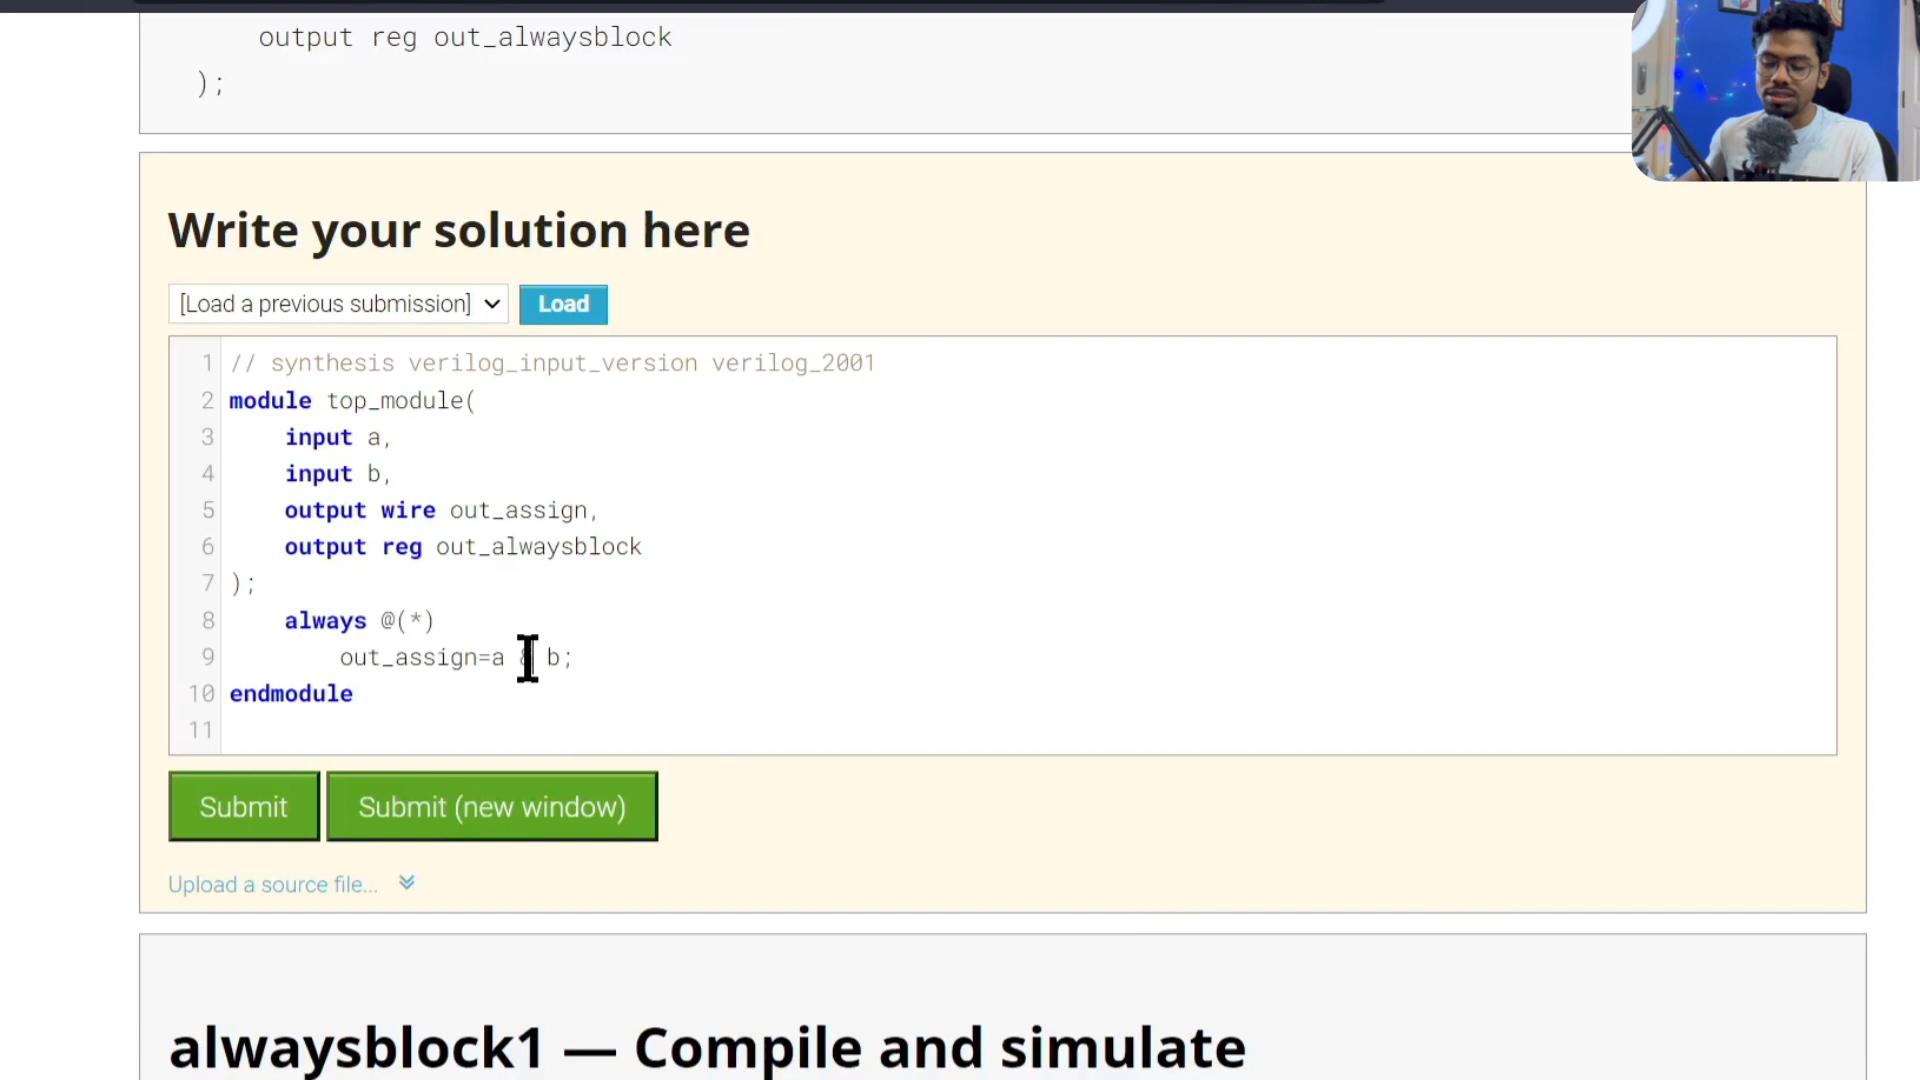 output reg out_alwaysblock
);
Write your solution here
[Load a previous submission] Load
1 // synthesis verilog_input_version verilog_2001
2 module top_module(
3 input a,
4 input b,
5 output wire out_assign,
6 output reg out_alwaysblock
7 );
8 always @(*)
9 out_assign=a & b;
10 endmodule
11
Submit Submit (new window)
Upload a source file...
alwaysblock1 — Compile and simulate